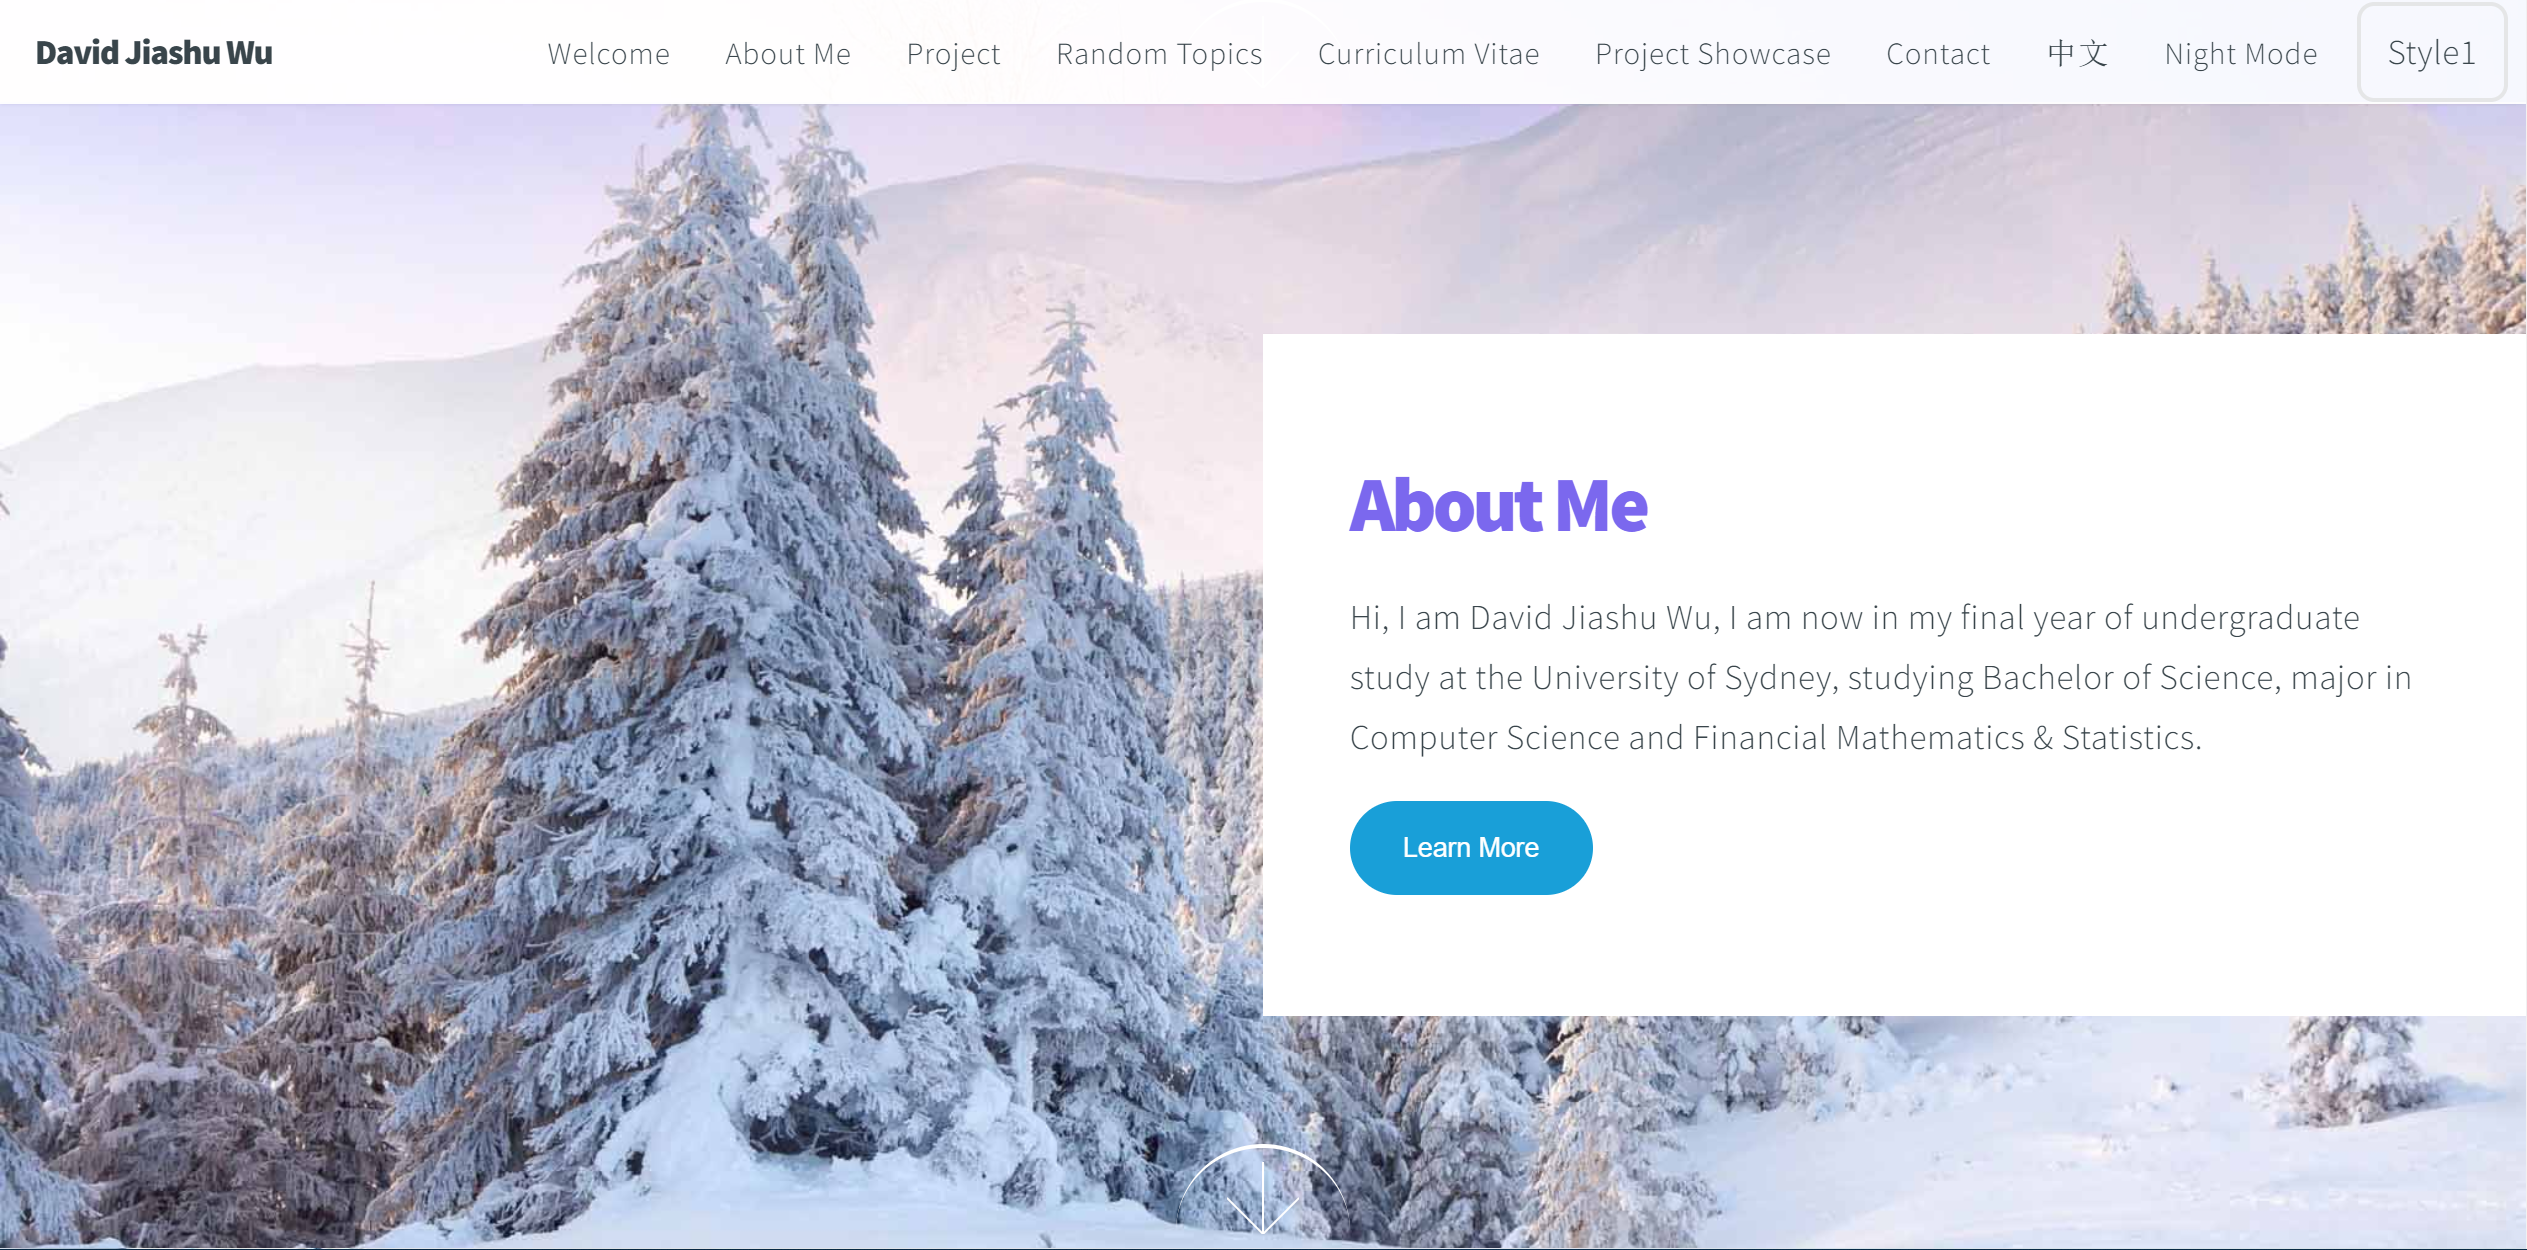 David Jiashu Wu Welcome About Me Project Random Topics Curriculum Vitae Project Showcase Contact 中文 Night Mode Style1
About Me
Hi, I am David Jiashu Wu, I am now in my final year of undergraduate
study at the University of Sydney, studying Bachelor of Science, major in
Computer Science and Financial Mathematics & Statistics.
Learn More